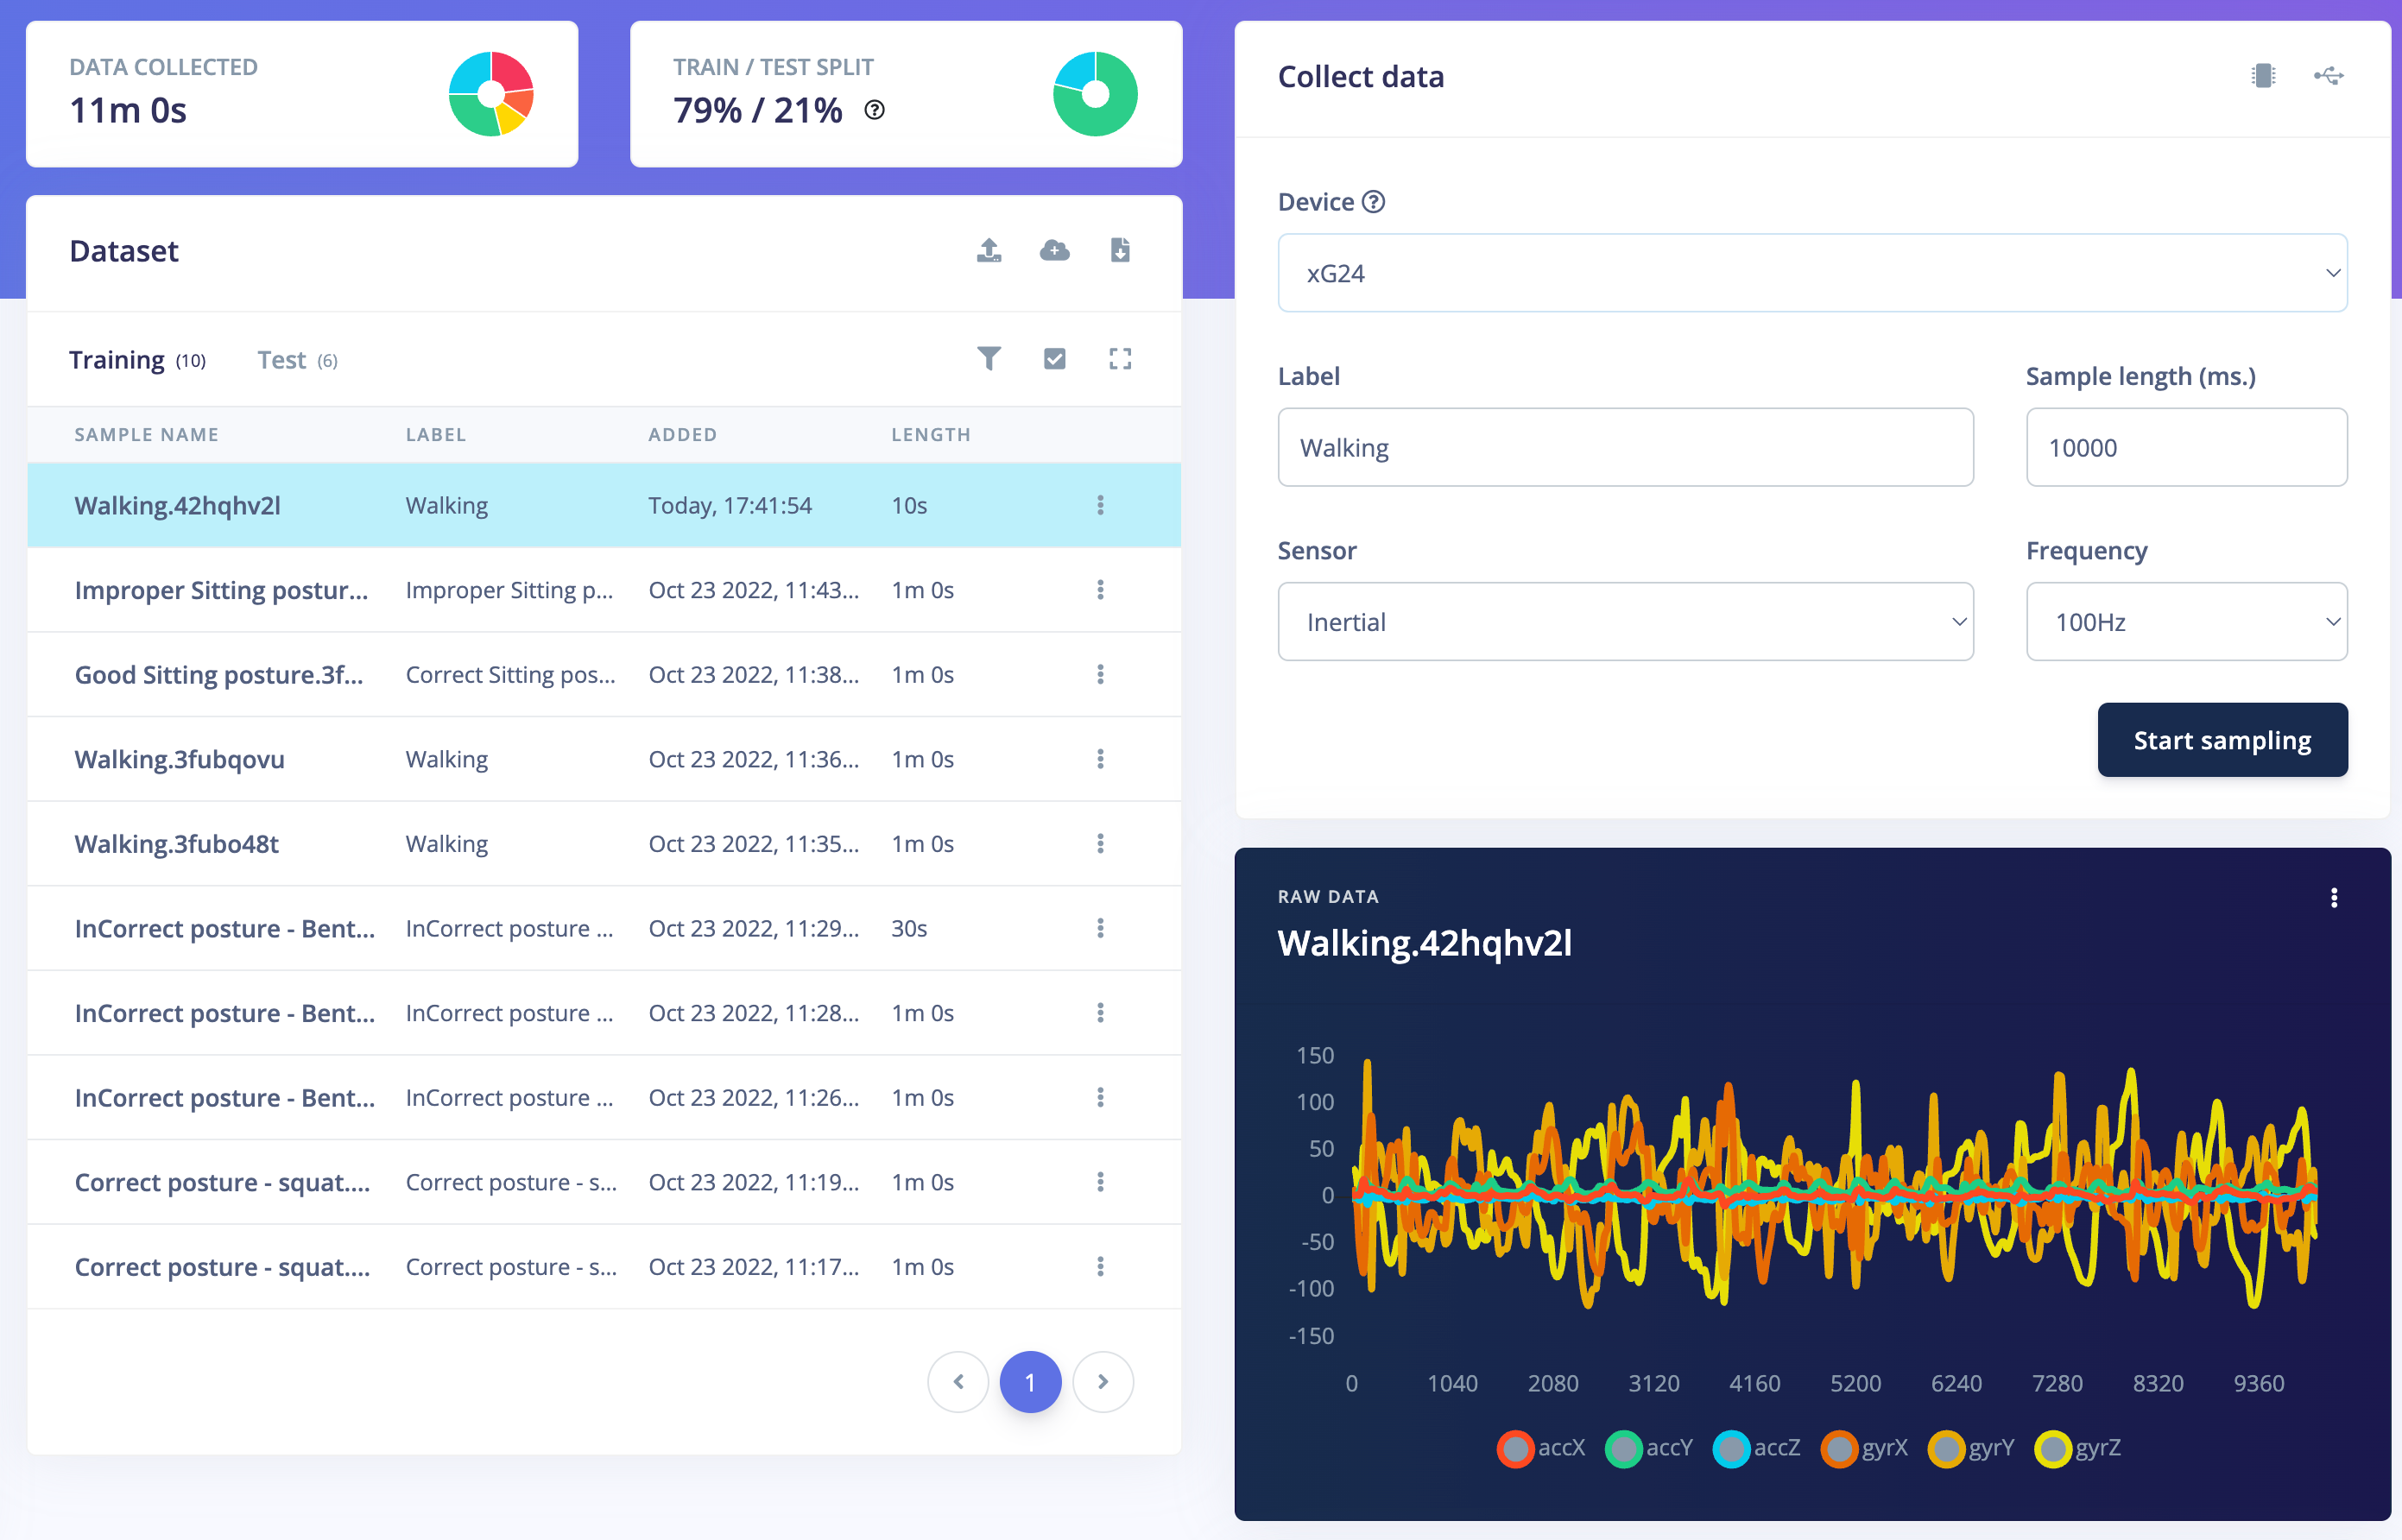 DATA COLLECTED
11m 0s
TRAIN / TEST SPLIT
79% / 21%
Dataset
Training (10) Test (6)
SAMPLE NAME LABEL ADDED LENGTH
Walking.42hqhv2l Walking Today, 17:41:54 10s
Improper Sitting postur... Improper Sitting p... Oct 23 2022, 11:43... 1m 0s
Good Sitting posture.3f... Correct Sitting pos... Oct 23 2022, 11:38... 1m 0s
Walking.3fubqovu Walking Oct 23 2022, 11:36... 1m 0s
Walking.3fubo48t Walking Oct 23 2022, 11:35... 1m 0s
InCorrect posture - Bent... InCorrect posture ... Oct 23 2022, 11:29... 30s
InCorrect posture - Bent... InCorrect posture ... Oct 23 2022, 11:28... 1m 0s
InCorrect posture - Bent... InCorrect posture ... Oct 23 2022, 11:26... 1m 0s
Correct posture - squat.... Correct posture - s... Oct 23 2022, 11:19... 1m 0s
Correct posture - squat.... Correct posture - s... Oct 23 2022, 11:17... 1m 0s
1
Collect data
Device
xG24
Label Sample length (ms.)
Walking 10000
Sensor Frequency
Inertial 100Hz
Start sampling
RAW DATA
Walking.42hqhv2l
150
100
50
0
-50
-100
-150
0 1040 2080 3120 4160 5200 6240 7280 8320 9360
accX accY accZ gyrX gyrY gyrZ